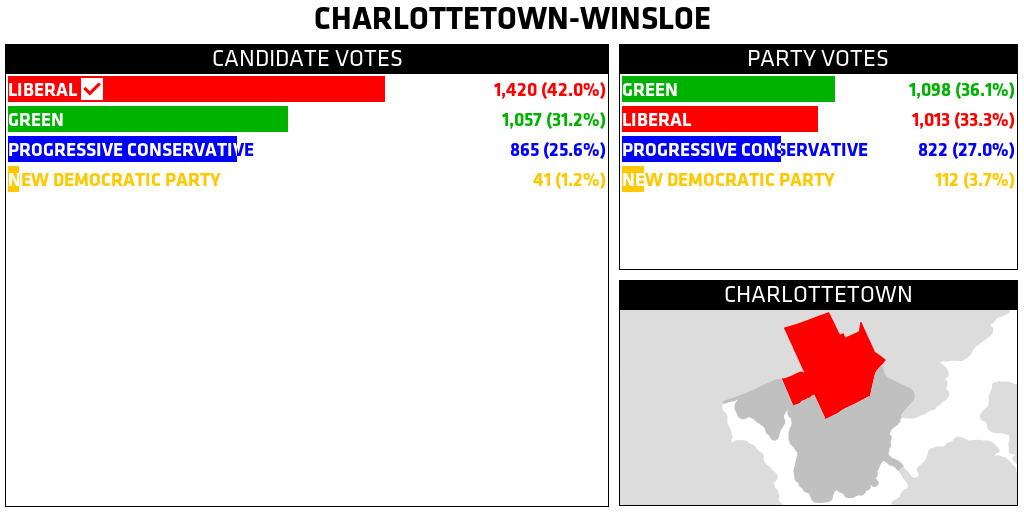 CHARLOTTETOWN-WINSLOE
CANDIDATE VOTES
LIBERAL 1,420 (42.0%)
GREEN 1,057 (31.2%)
PROGRESSIVE CONSERVATIVE 865 (25.6%)
NEW DEMOCRATIC PARTY 41 (1.2%)
PARTY VOTES
GREEN 1,098 (36.1%)
LIBERAL 1,013 (33.3%)
PROGRESSIVE CONSERVATIVE 822 (27.0%)
NEW DEMOCRATIC PARTY 112 (3.7%)
CHARLOTTETOWN